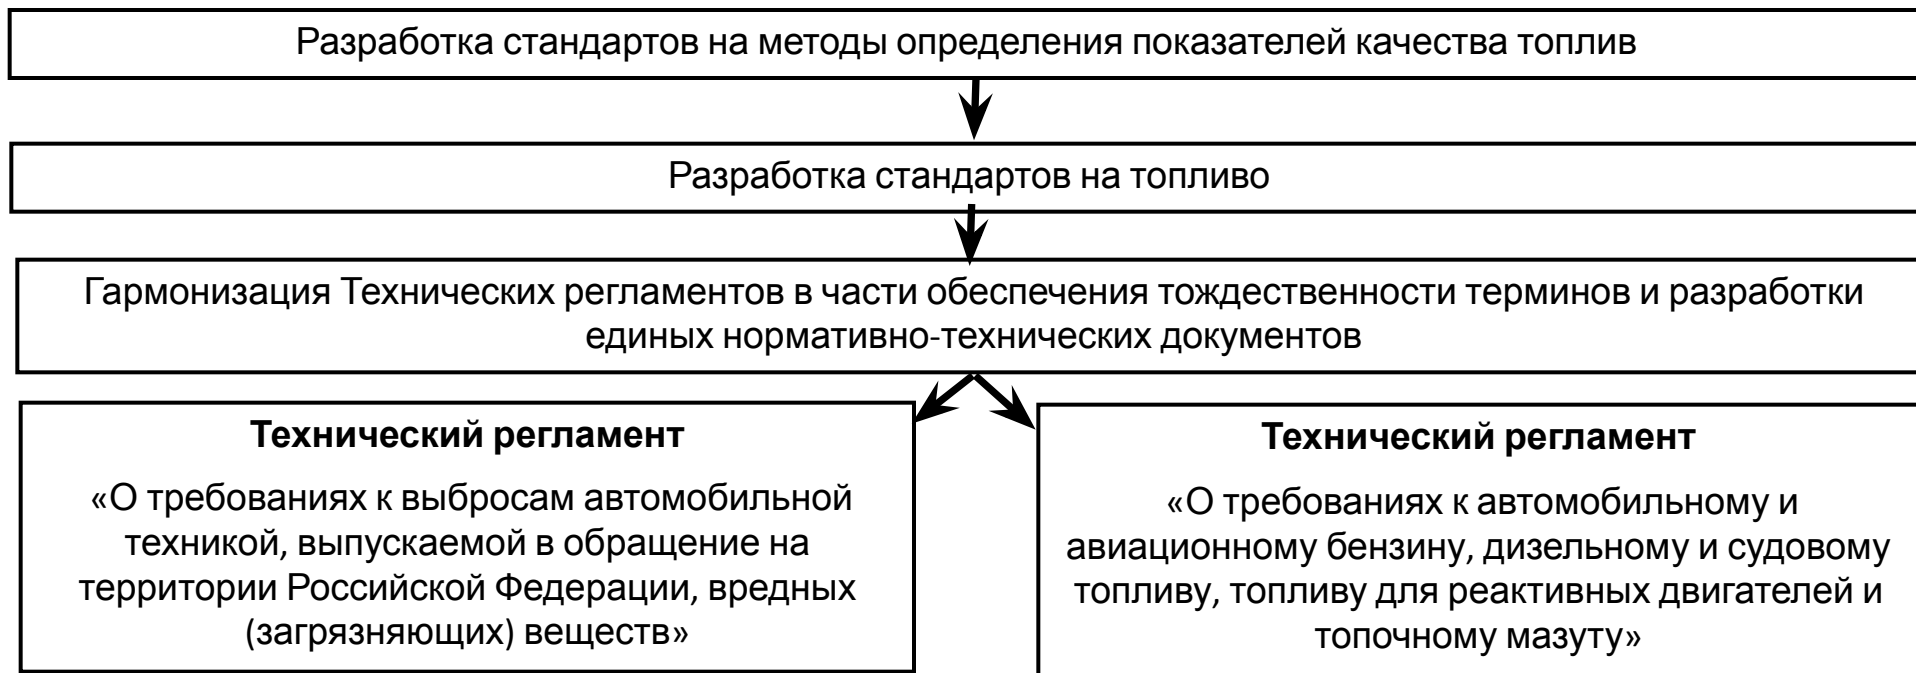 Разработка стандартов на методы определения показателей качества топлив
Разработка стандартов на топливо
Гармонизация Технических регламентов в части обеспечения тождественности терминов и разработки
единых нормативно-технических документов
Технический регламент
«О требованиях к выбросам автомобильной
техникой, выпускаемой в обращение на
территории Российской Федерации, вредных
(загрязняющих) веществ»
Технический регламент
«О требованиях к автомобильному и
авиационному бензину, дизельному и судовому
топливу, топливу для реактивных двигателей и
топочному мазуту»